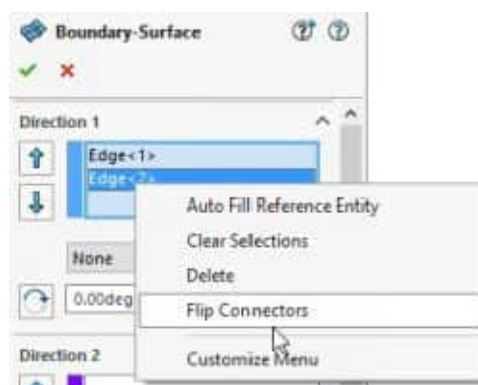 Boundary-Surface
Direction 1
Edge<1>
Edge<2>
Auto Fill Reference Entity
Clear Selections
None
Delete
0.00deg
Flip Connectors
Direction 2
Customize Menu